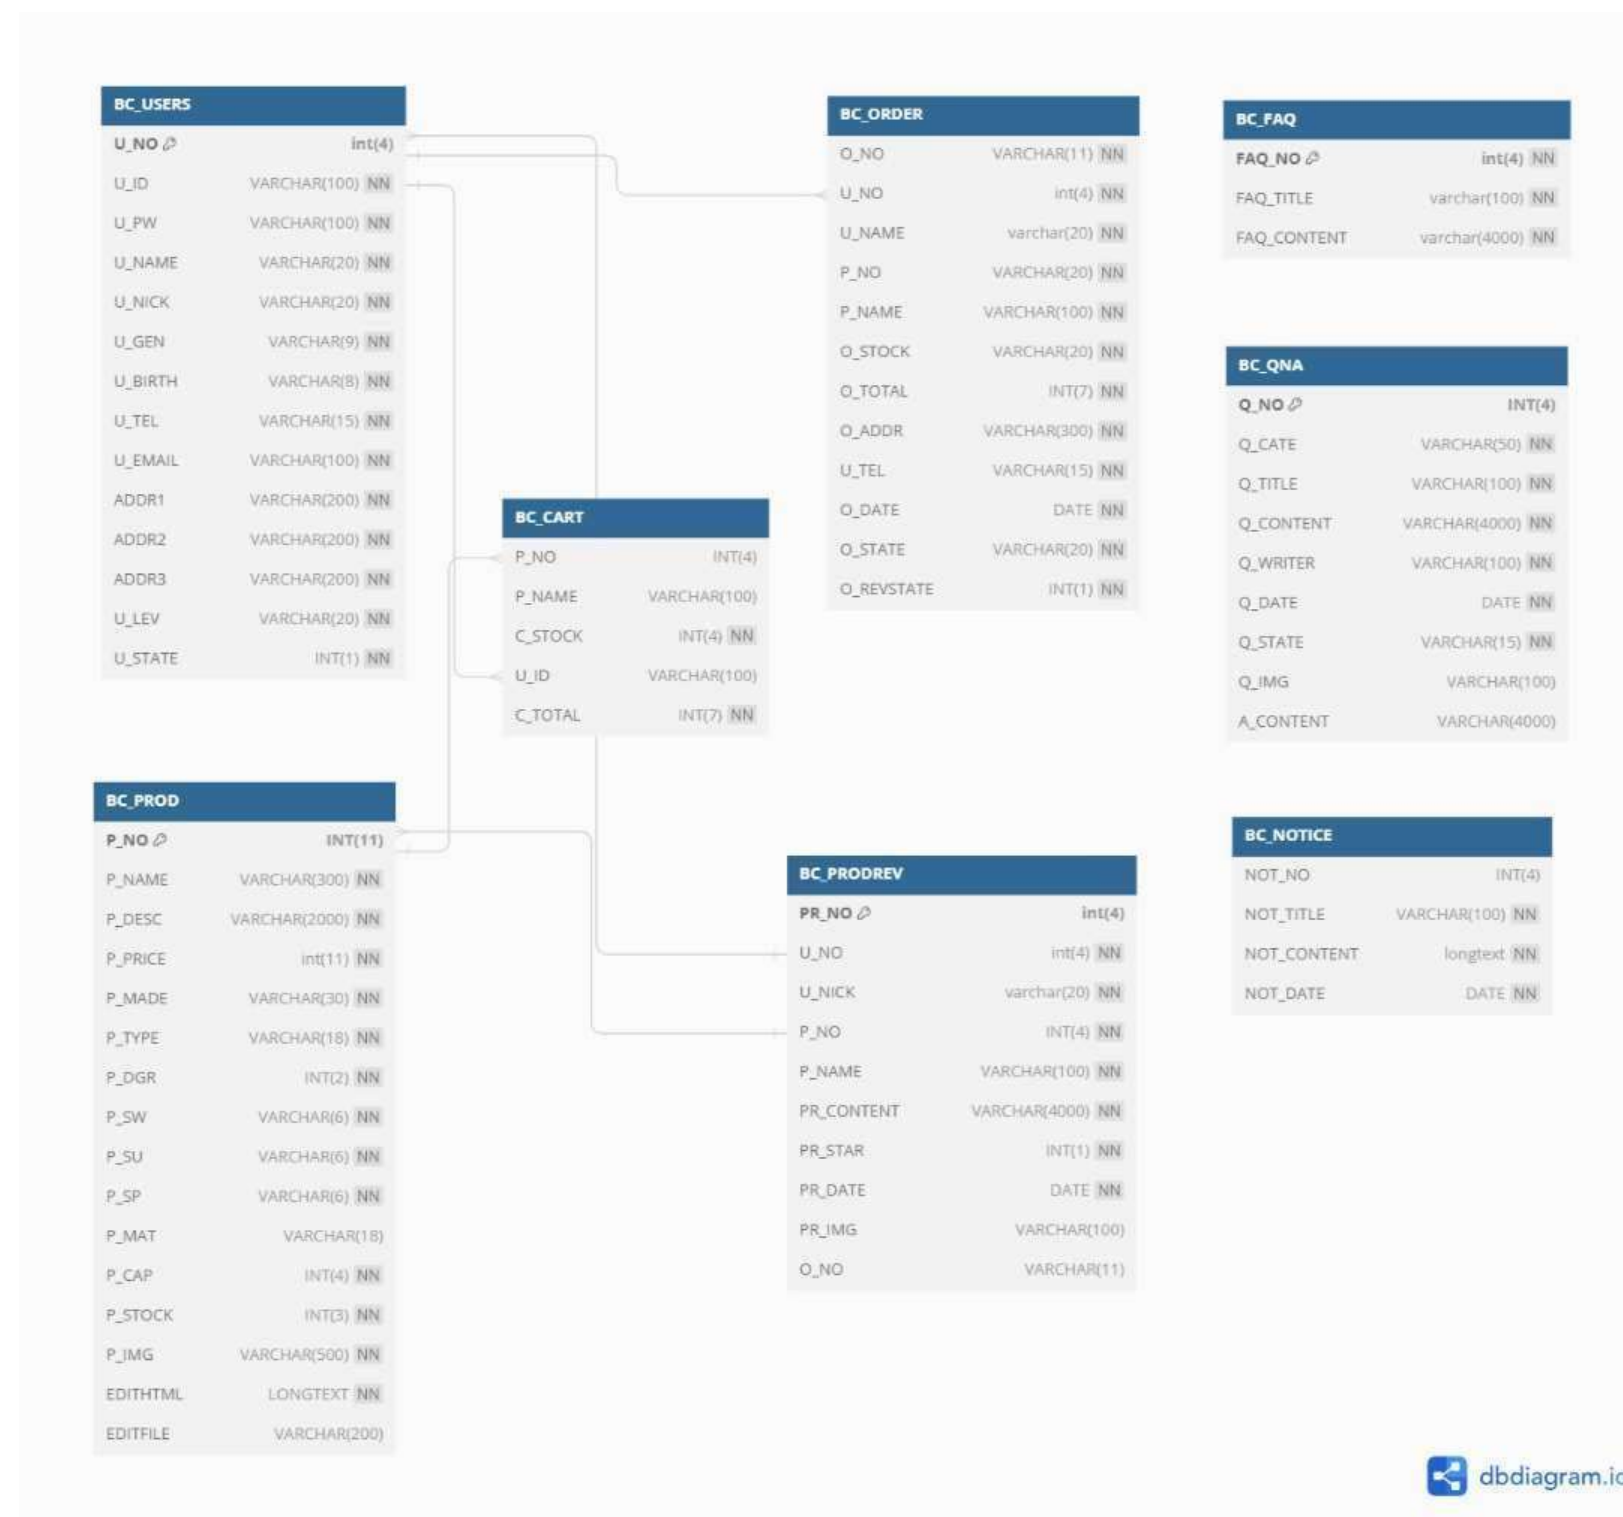 BC_USERS
U_NO int(4)
U_ID VARCHAR(100) NN
U_PW VARCHAR(100) NN
U_NAME VARCHAR(20) NN
U_NICK VARCHAR(20) NN
U_GEN VARCHAR(9) NN
U_BIRTH VARCHAR(8) NN
U_TEL VARCHAR(15) NN
U_EMAIL VARCHAR(100) NN
ADDR1 VARCHAR(200) NN
ADDR2 VARCHAR(200) NN
ADDR3 VARCHAR(200) NN
U_LEV VARCHAR(20) NN
U_STATE INT(1) NN
BC_PROD
P_NO INT(11)
P_NAME VARCHAR(300) NN
P_DESC VARCHAR(2000) NN
P_PRICE int(11) NN
P_MADE VARCHAR(30) NN
P_TYPE VARCHAR(18) NN
P_DGR INT(2) NN
P_SW VARCHAR(6) NN
P_SU VARCHAR(6) NN
P_SP VARCHAR(6) NN
P_MAT VARCHAR(18)
P_CAP INT(4) NN
P_STOCK INT(3) NN
P_IMG VARCHAR(500) NN
EDITHTML LONGTEXT NN
EDITFILE VARCHAR(200)
BC_CART
P_NO INT(4)
P_NAME VARCHAR(100)
C_STOCK INT(4) NN
U_ID VARCHAR(100)
C_TOTAL INT(7) NN
BC_ORDER
O_NO VARCHAR(11) NN
U_NO int(4) NN
U_NAME varchar(20) NN
P_NO VARCHAR(20) NN
P_NAME VARCHAR(100) NN
O_STOCK VARCHAR(20) NN
O_TOTAL INT(7) NN
O_ADDR VARCHAR(300) NN
U_TEL VARCHAR(15) NN
O_DATE DATE NN
O_STATE VARCHAR(20) NN
O_REVSTATE INT(1) NN
BC_PRODREV
PR_NO int(4)
U_NO int(4) NN
U_NICK varchar(20) NN
P_NO INT(4) NN
P_NAME VARCHAR(100) NN
PR_CONTENT VARCHAR(4000) NN
PR_STAR INT(1) NN
PR_DATE DATE NN
PR_IMG VARCHAR(100)
O_NO VARCHAR(11)
BC_FAQ
FAQ_NO int(4) NN
FAQ_TITLE varchar(100) NN
FAQ_CONTENT varchar(4000) NN
BC_QNA
Q_NO INT(4)
Q_CATE VARCHAR(50) NN
Q_TITLE VARCHAR(100) NN
Q_CONTENT VARCHAR(4000) NN
Q_WRITER VARCHAR(100) NN
Q_DATE DATE NN
Q_STATE VARCHAR(15) NN
Q_IMG VARCHAR(100)
A_CONTENT VARCHAR(4000)
BC_NOTICE
NOT_NO INT(4)
NOT_TITLE VARCHAR(100) NN
NOT_CONTENT longtext NN
NOT_DATE DATE NN
dbdiagram.io